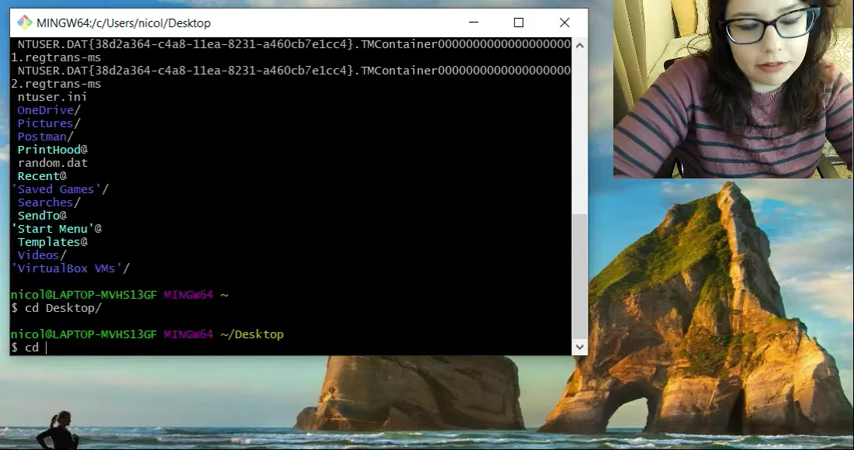 MINGW64:/c/Users/nicol/Desktop
NTUSER.DAT{38d2a364-c4a8-11ea-8231-a460cb7e1cc4}.TMContainer00000000000000000000
1.regtrans-ms
NTUSER.DAT{38d2a364-c4a8-11ea-8231-a460cb7e1cc4}.TMContainer00000000000000000000
2.regtrans-ms
ntuser.ini
OneDrive/
Pictures/
Postman/
PrintHood@
random.dat
Recent@
'Saved Games'/
Searches/
SendTo@
'Start Menu'@
Templates@
Videos/
'VirtualBox VMs'/
nicol@LAPTOP-MVHS13GF MINGW64 ~
$ cd Desktop/
nicol@LAPTOP-MVHS13GF MINGW64 ~/Desktop
$ cd